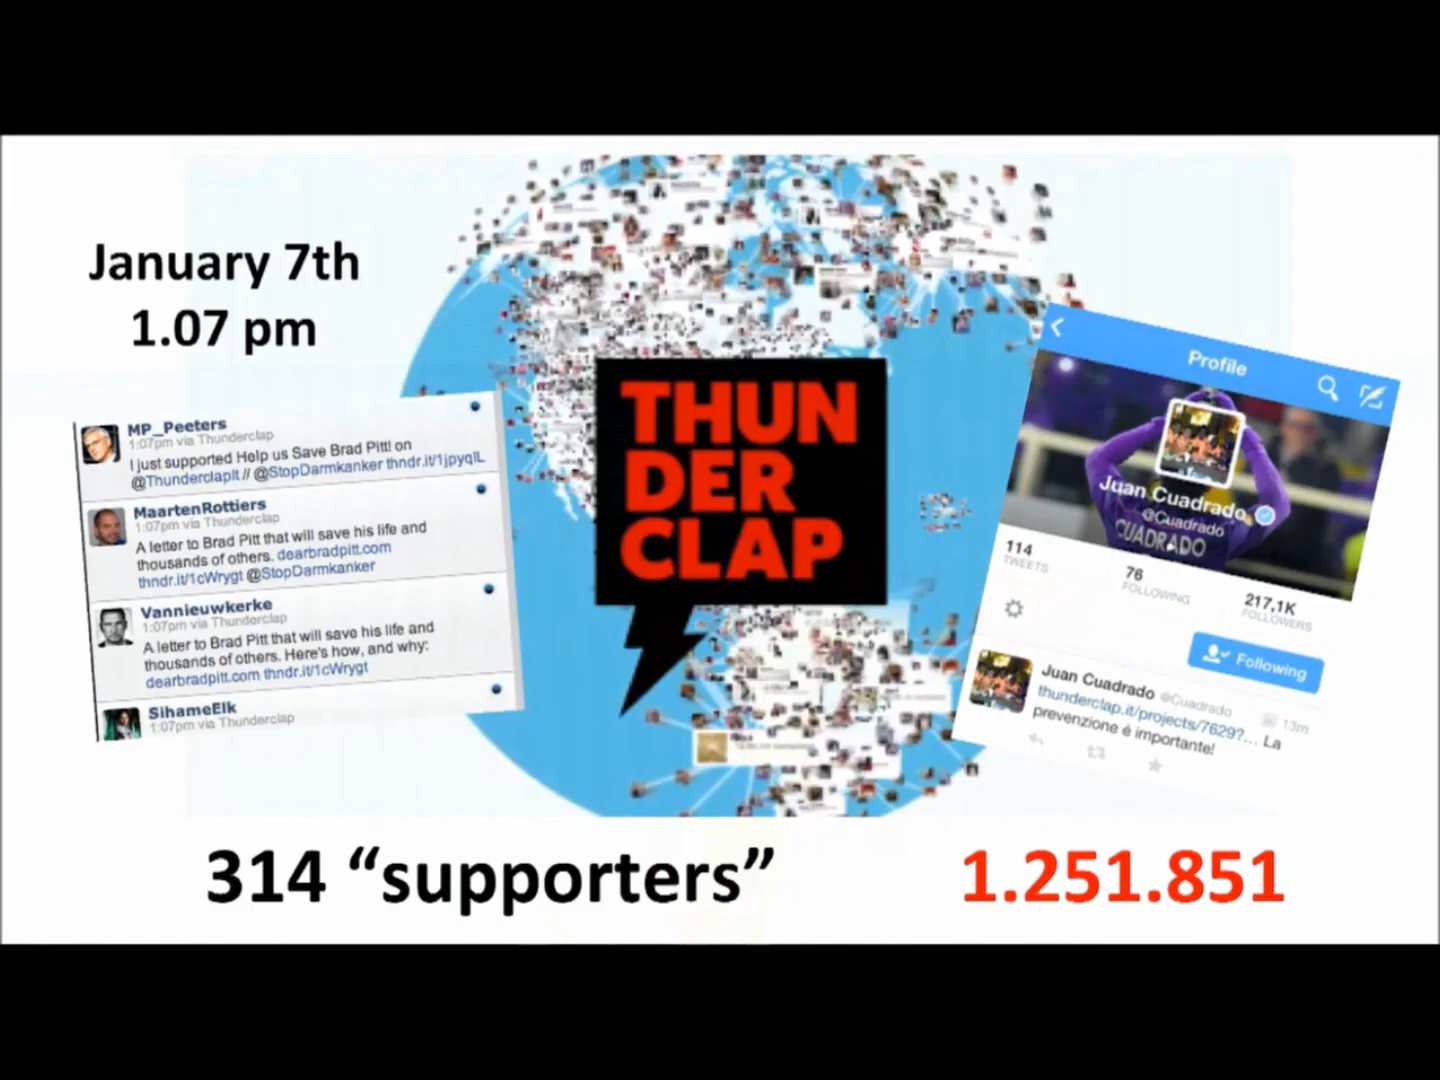 January 7th
1.07 pm
MP_Peeters
1:07pm via Thunderclap
I just supported Help us Save Brad Pitt! on
@ThunderclapIt // @StopDarmkanker thndr.it/1jpyqlL
MaartenRottiers
1:07pm via Thunderclap
A letter to Brad Pitt that will save his life and
thousands of others. dearbradpitt.com
thndr.it/1cWrygt @StopDarmkanker
Vannieuwkerke
1:07pm via Thunderclap
A letter to Brad Pitt that will save his life and
thousands of others. Here's how, and why:
dearbradpitt.com thndr.it/1cWrygt
SihameElk
1:07pm via Thunderclap
THUN
DER
CLAP
Profile
Juan Cuadrado
@Cuadrado
CUADRADO
114
TWEETS
76
FOLLOWING
217,1K
FOLLOWERS
Following
Juan Cuadrado @Cuadrado 13m
thunderclap.it/projects/7629?... La
prevenzione é importante!
314 “supporters”
1.251.851